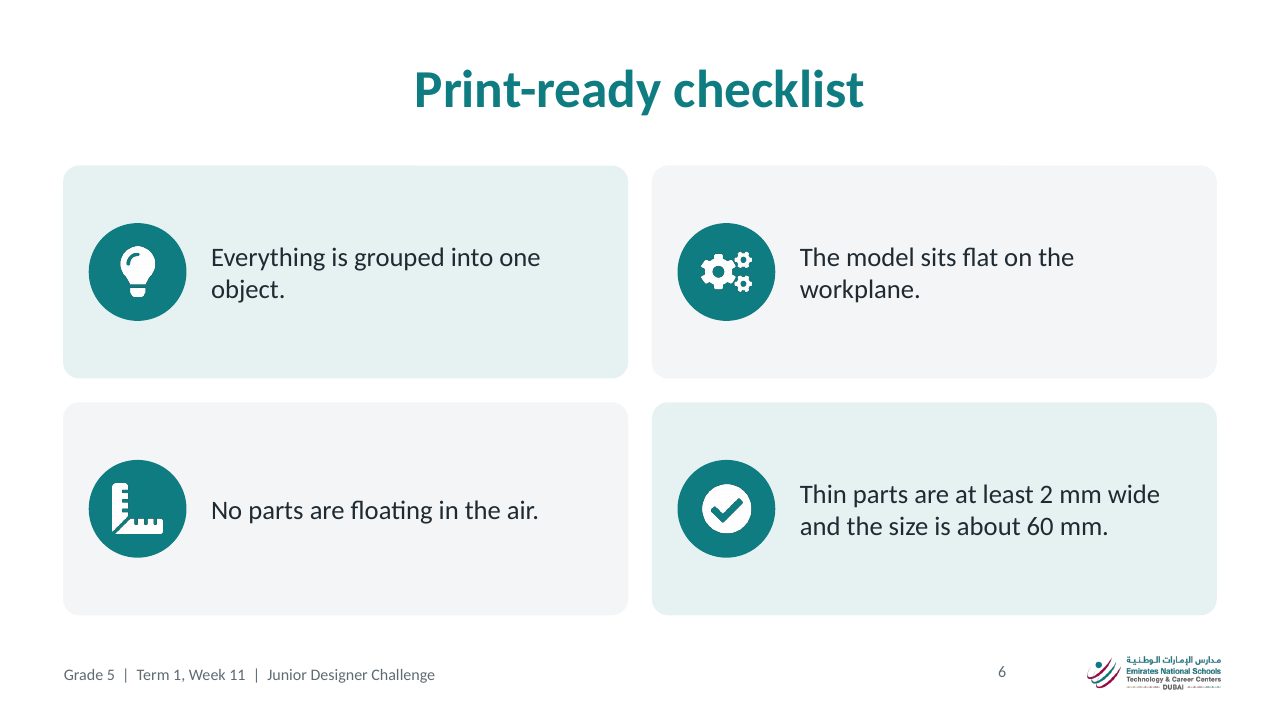 Print-ready checklist
Everything is grouped into one
object.
The model sits flat on the
workplane.
No parts are floating in the air.
Thin parts are at least 2 mm wide
and the size is about 60 mm.
Grade 5 | Term 1, Week 11 | Junior Designer Challenge
6
مدارس الإمارات الوطنية
Emirates National Schools
Technology & Career Centers
DUBAI